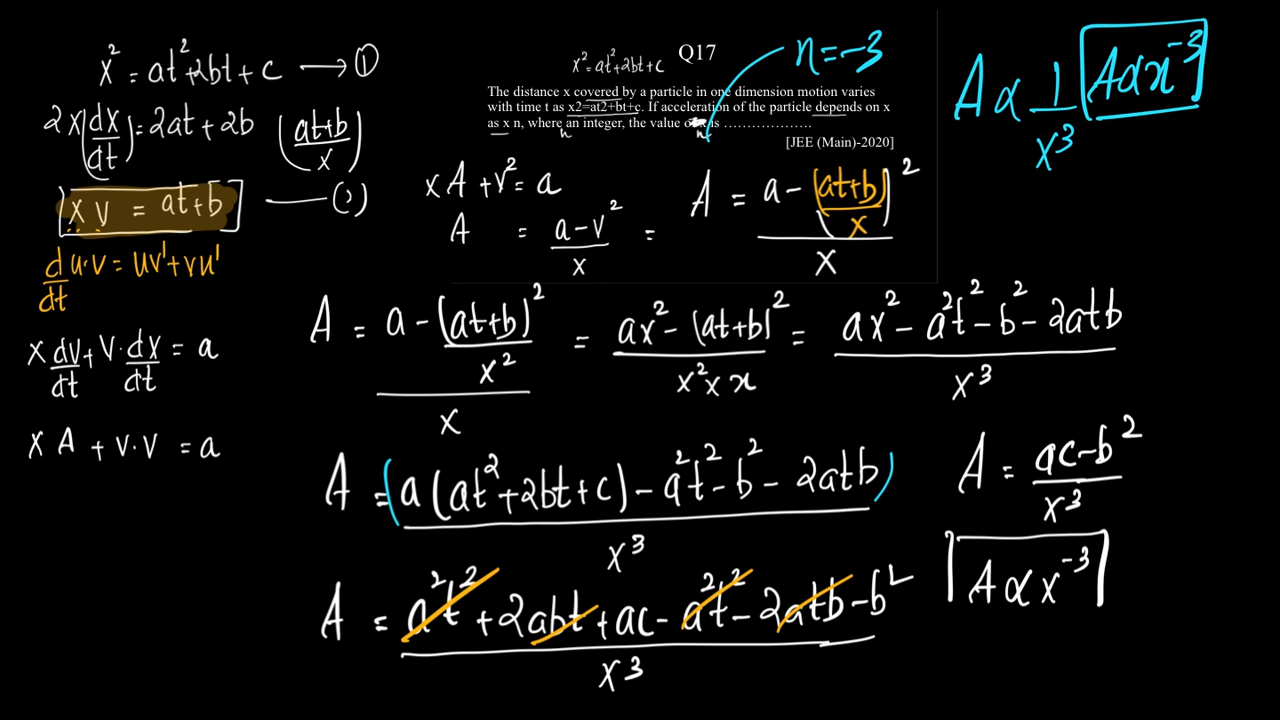 x² = at² + 2bt + c → ①
2x(dx/dt) = 2at + 2b (at+b/x)
[x v = at+b] — (2)
d/dt u·v = uv' + vu'
x dv/dt + v·dx/dt = a
x A + v·v = a
x² = at² + 2bt + c Q17
The distance x covered by a particle in one dimension motion varies
with time t as x2=at2+bt+c. If acceleration of the particle depends on x
as x n, where an integer, the value of is ………………….
n n
[JEE (Main)-2020]
n = -3
A ∝ 1/x³ [A ∝ x⁻³]
xA + v² = a
A = (a - v²)/x = A = (a - ((at+b)/x)²)/x
A = (a - (at+b)²/x²)/x = (ax² - (at+b)²)/(x² × x) = (ax² - a²t² - b² - 2atb)/x³
A = (a(at² + 2bt + c) - a²t² - b² - 2atb)/x³
A = (a²t² + 2abt + ac - a²t² - 2atb - b²)/x³
A = (ac - b²)/x³
[A ∝ x⁻³]